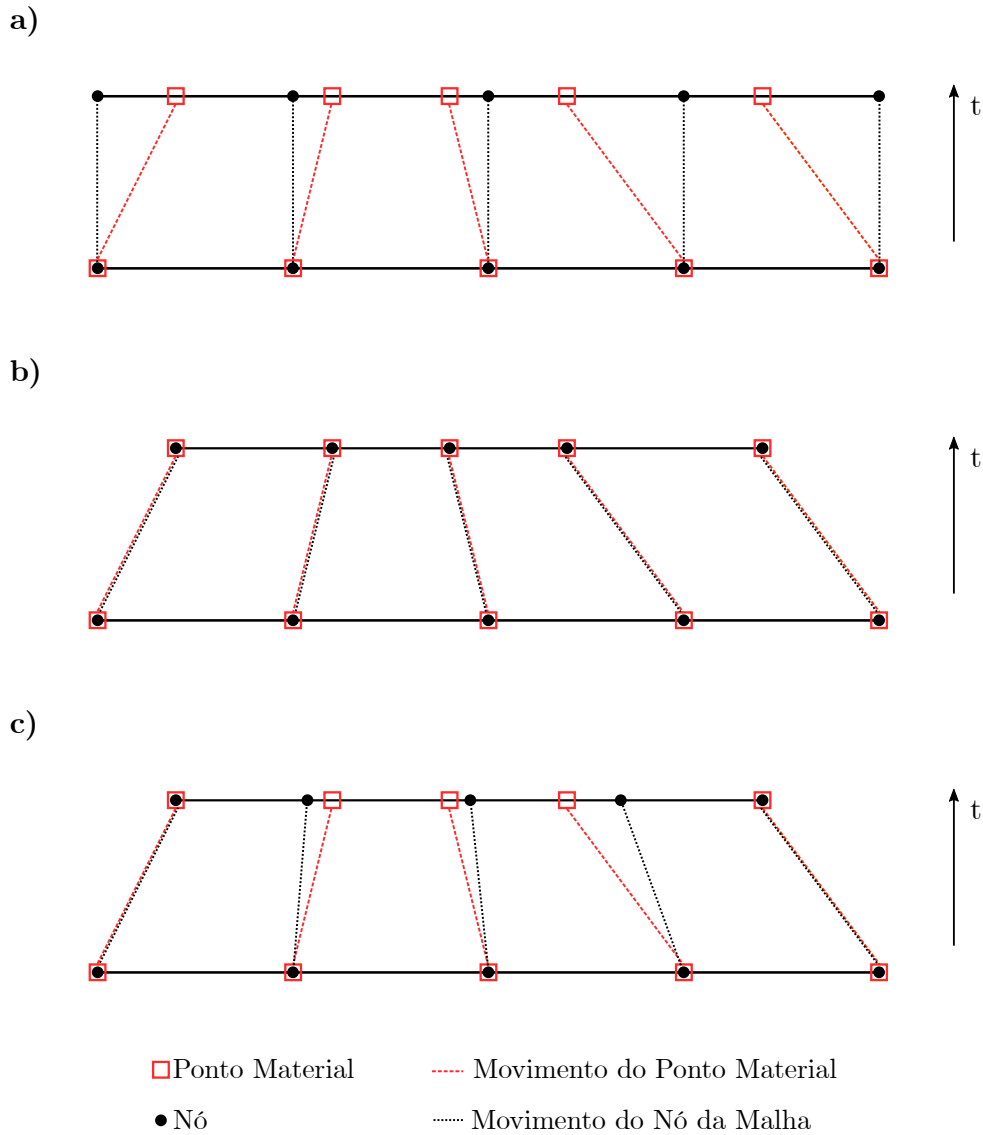 a)
t
b)
t
c)
t
Ponto Material
Movimento do Ponto Material
Nó
Movimento do Nó da Malha